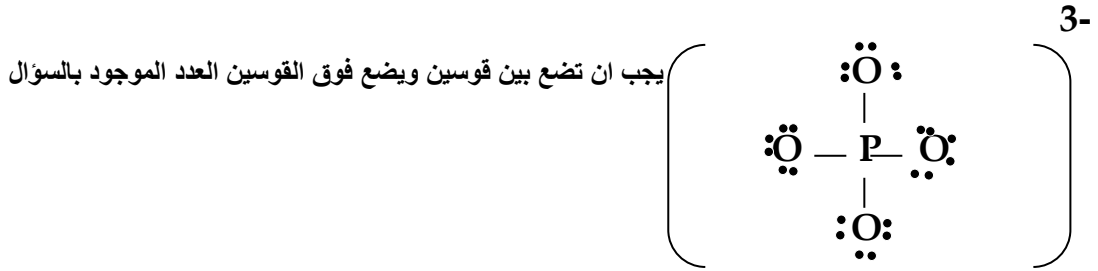 3-
يجب ان تضع بين قوسين ويضع فوق القوسين العدد الموجود بالسؤال
O
O — P — O
O